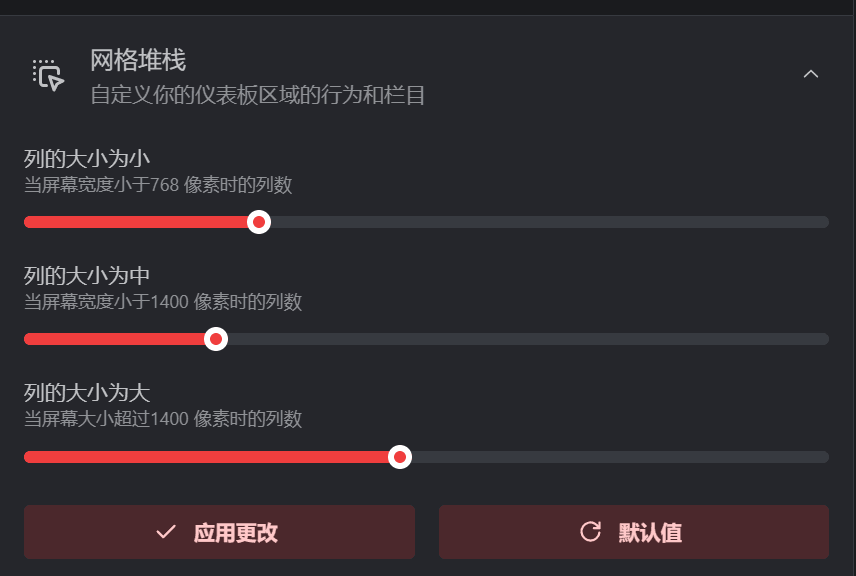 网格堆栈
自定义你的仪表板区域的行为和栏目
列的大小为小
当屏幕宽度小于768 像素时的列数
列的大小为中
当屏幕宽度小于1400 像素时的列数
列的大小为大
当屏幕大小超过1400 像素时的列数
应用更改
默认值